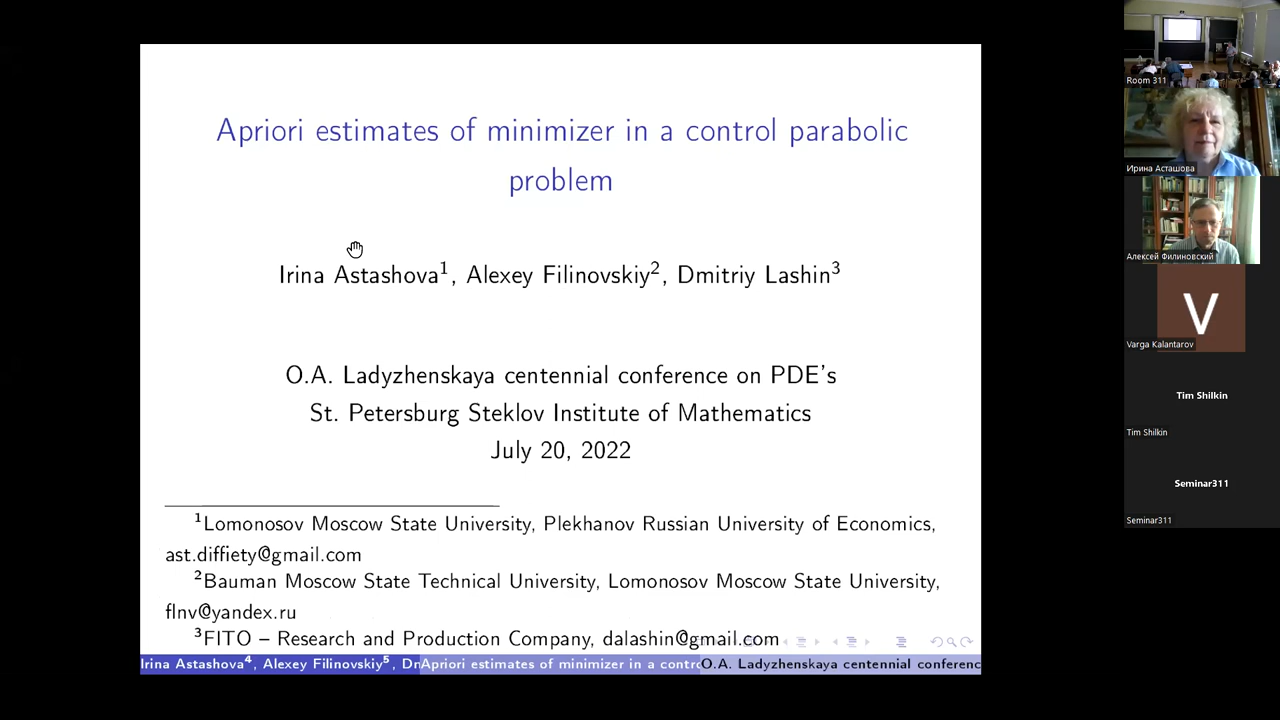 Apriori estimates of minimizer in a control parabolic
problem
Irina Astashova¹, Alexey Filinovskiy², Dmitriy Lashin³
O.A. Ladyzhenskaya centennial conference on PDE's
St. Petersburg Steklov Institute of Mathematics
July 20, 2022
¹Lomonosov Moscow State University, Plekhanov Russian University of Economics,
ast.diffiety@gmail.com
²Bauman Moscow State Technical University, Lomonosov Moscow State University,
flnv@yandex.ru
³FITO – Research and Production Company, dalashin@gmail.com
Irina Astashova⁴, Alexey Filinovskiy⁵, Dr
Apriori estimates of minimizer in a contro
O.A. Ladyzhenskaya centennial conferenc
Room 311
Ирина Асташова
Алексей Филиновский
V
Varga Kalantarov
Tim Shilkin
Tim Shilkin
Seminar311
Seminar311